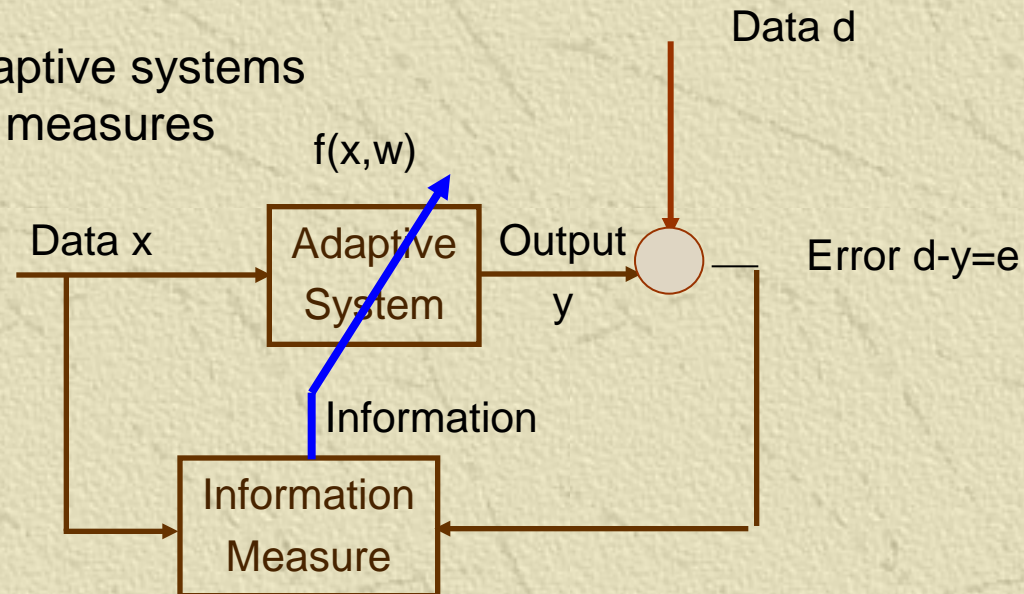 Data d
aptive systems
measures
f(x,w)
Data x
Adaptive
System
Output
y
Error d-y=e
Information
Information
Measure